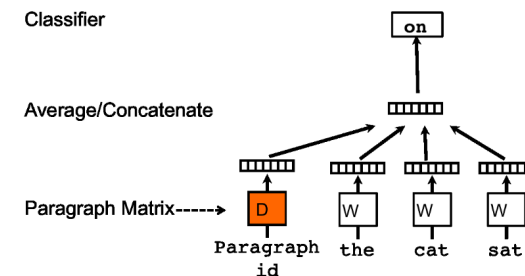 Classifier
on
Average/Concatenate
Paragraph Matrix
D
W
W
W
Paragraph
id
the
cat
sat